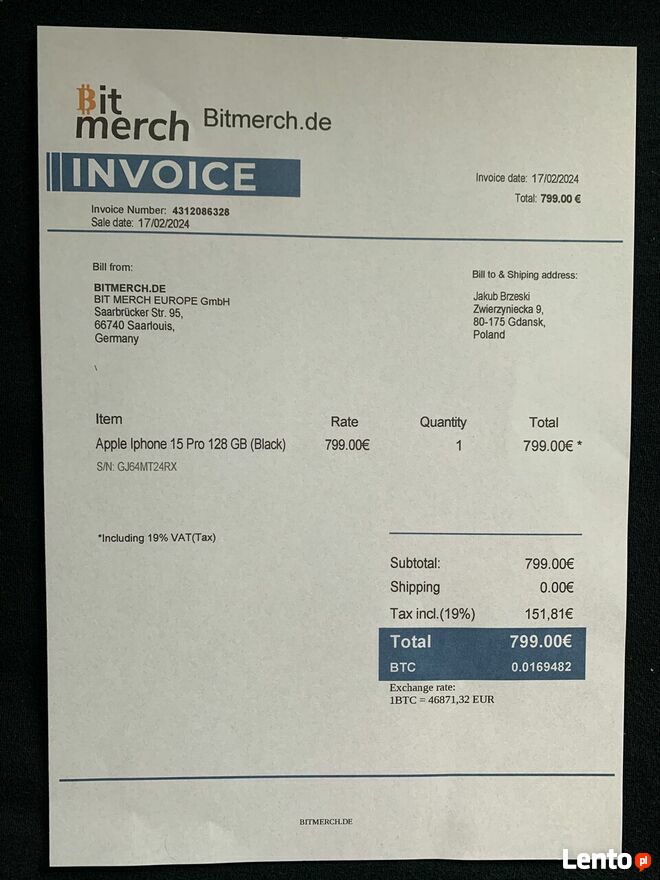 Bit
merch
Bitmerch.de
INVOICE
Invoice date: 17/02/2024
Total: 799.00 €
Invoice Number: 4312086328
Sale date: 17/02/2024
Bill from:
BITMERCH.DE
BIT MERCH EUROPE GmbH
Saarbrücker Str. 95,
66740 Saarlouis,
Germany
\
Bill to & Shiping address:
Jakub Brzeski
Zwierzyniecka 9,
80-175 Gdansk,
Poland
Item Rate Quantity Total
Apple Iphone 15 Pro 128 GB (Black) 799.00€ 1 799.00€ *
S/N: GJ64MT24RX
*Including 19% VAT(Tax)
Subtotal: 799.00€
Shipping 0.00€
Tax incl.(19%) 151,81€
Total 799.00€
BTC 0.0169482
Exchange rate:
1BTC = 46871,32 EUR
BITMERCH.DE
Lento pl